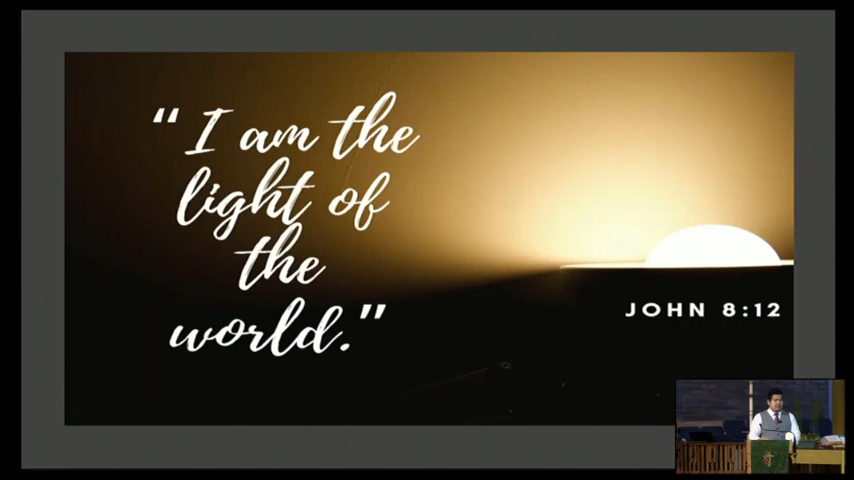 “ I am the
light of
the
world.”
JOHN 8:12